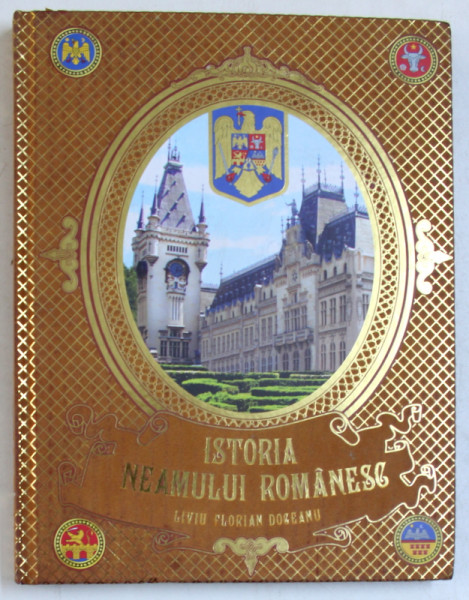 ISTORIA
NEAMULUI ROMÂNESC
LIVIU FLORIAN DOGEANU